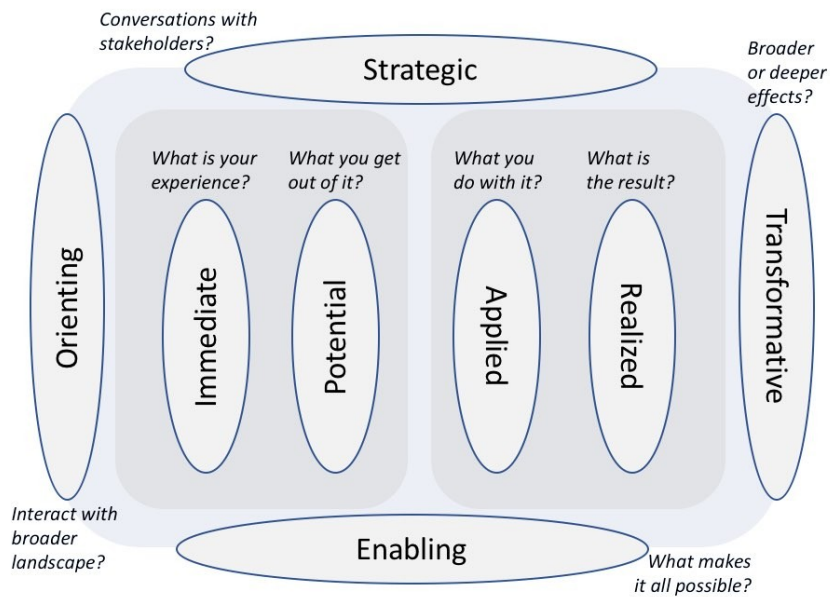 Conversations with
stakeholders?
Strategic
Broader
or deeper
effects?
Orienting
What is your
experience?
Immediate
What you get
out of it?
Potential
What you
do with it?
Applied
What is
the result?
Realized
Transformative
Interact with
broader
landscape?
Enabling
What makes
it all possible?